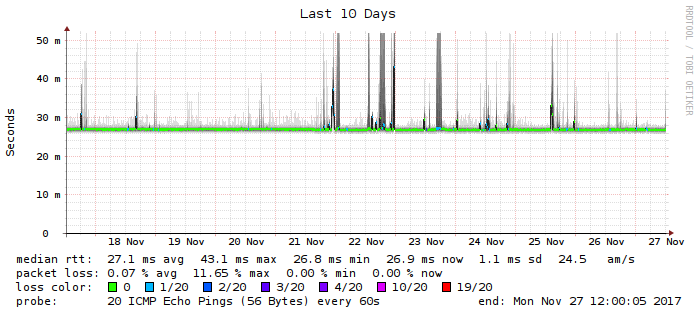 Last 10 Days
RRDTOOL / TOBI OETIKER
Seconds
50 m
40 m
30 m
20 m
10 m
0
18 Nov 19 Nov 20 Nov 21 Nov 22 Nov 23 Nov 24 Nov 25 Nov 26 Nov 27 Nov
median rtt: 27.1 ms avg 43.1 ms max 26.8 ms min 26.9 ms now 1.1 ms sd 24.5 am/s
packet loss: 0.07 % avg 11.65 % max 0.00 % min 0.00 % now
loss color: 0 1/20 2/20 3/20 4/20 10/20 19/20
probe: 20 ICMP Echo Pings (56 Bytes) every 60s end: Mon Nov 27 12:00:05 2017